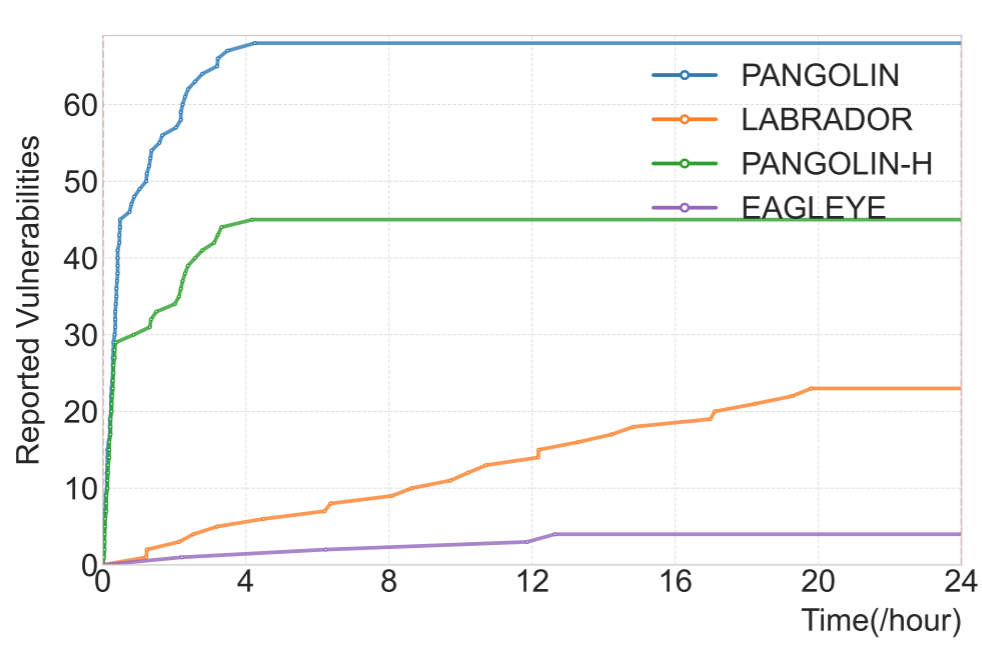 PANGOLIN
LABRADOR
PANGOLIN-H
EAGLEYE
Reported Vulnerabilities
60
50
40
30
20
10
0
0 4 8 12 16 20 24
Time(/hour)